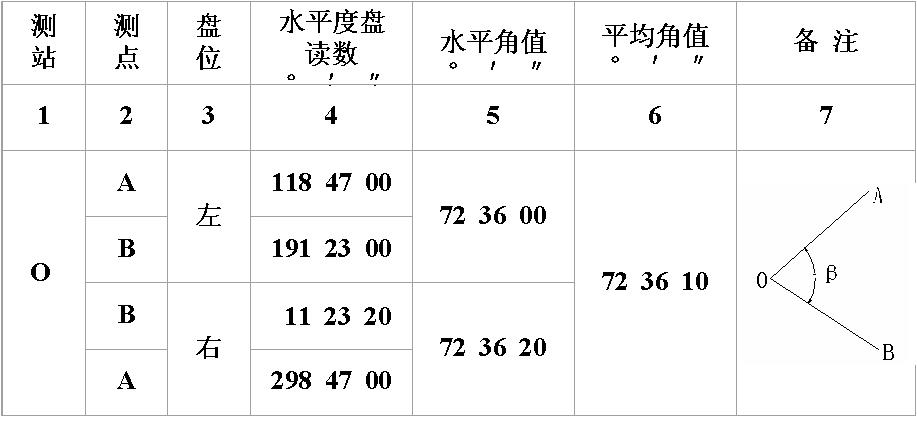 测站 测点 盘位 水平度盘读数 ° ′ ″ 水平角值 ° ′ ″ 平均角值 ° ′ ″ 备 注
1 2 3 4 5 6 7
O A 左 118 47 00 72 36 00 72 36 10
B 191 23 00
B 右 11 23 20 72 36 20
A 298 47 00
A
O β
B